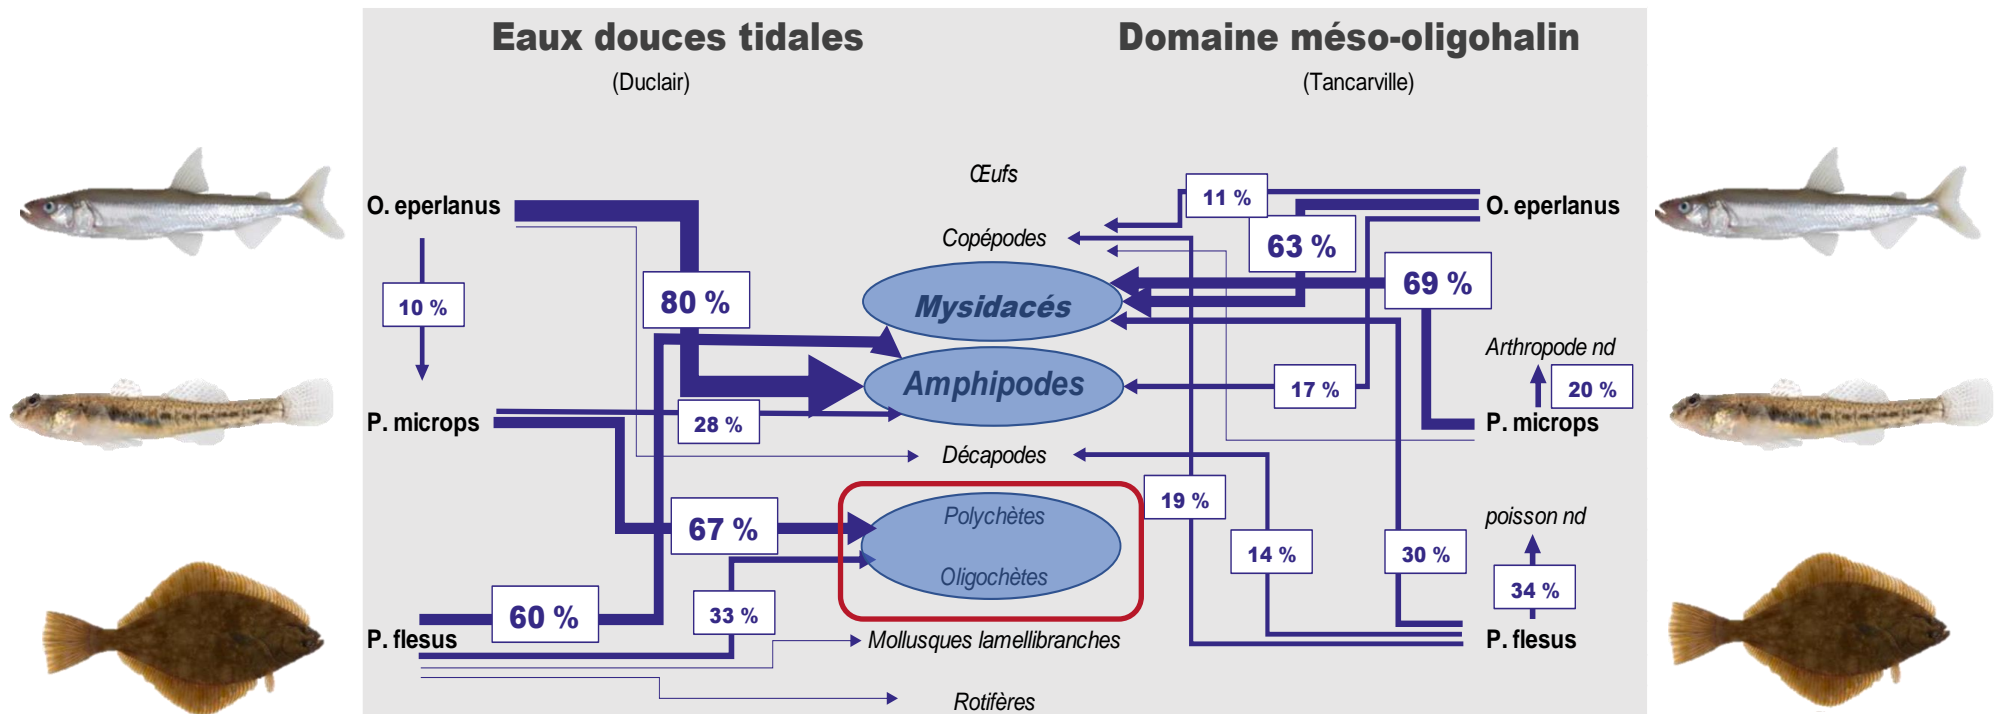 Eaux douces tidales
(Duclair)
Domaine méso-oligohalin
(Tancarville)
Œufs
O. eperlanus
11 %
O. eperlanus
Copépodes
63 %
10 %
80 %
Mysidacés
69 %
Arthropode nd
20 %
Amphipodes
17 %
P. microps
28 %
P. microps
Décapodes
19 %
Polychètes
poisson nd
67 %
14 %
30 %
Oligochètes
34 %
60 %
33 %
P. flesus
Mollusques lamellibranches
P. flesus
Rotifères